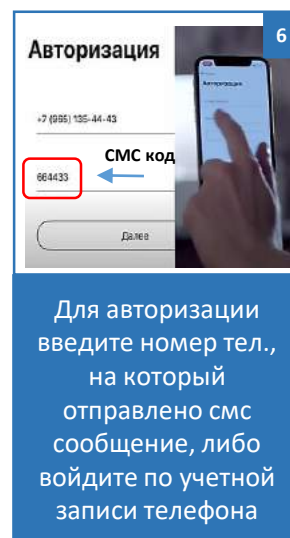 6
Авторизация
+7 (965) 135-44-43
СМС код
664433
Далее
Для авторизации
введите номер тел.,
на который
отправлено смс
сообщение, либо
войдите по учетной
записи телефона